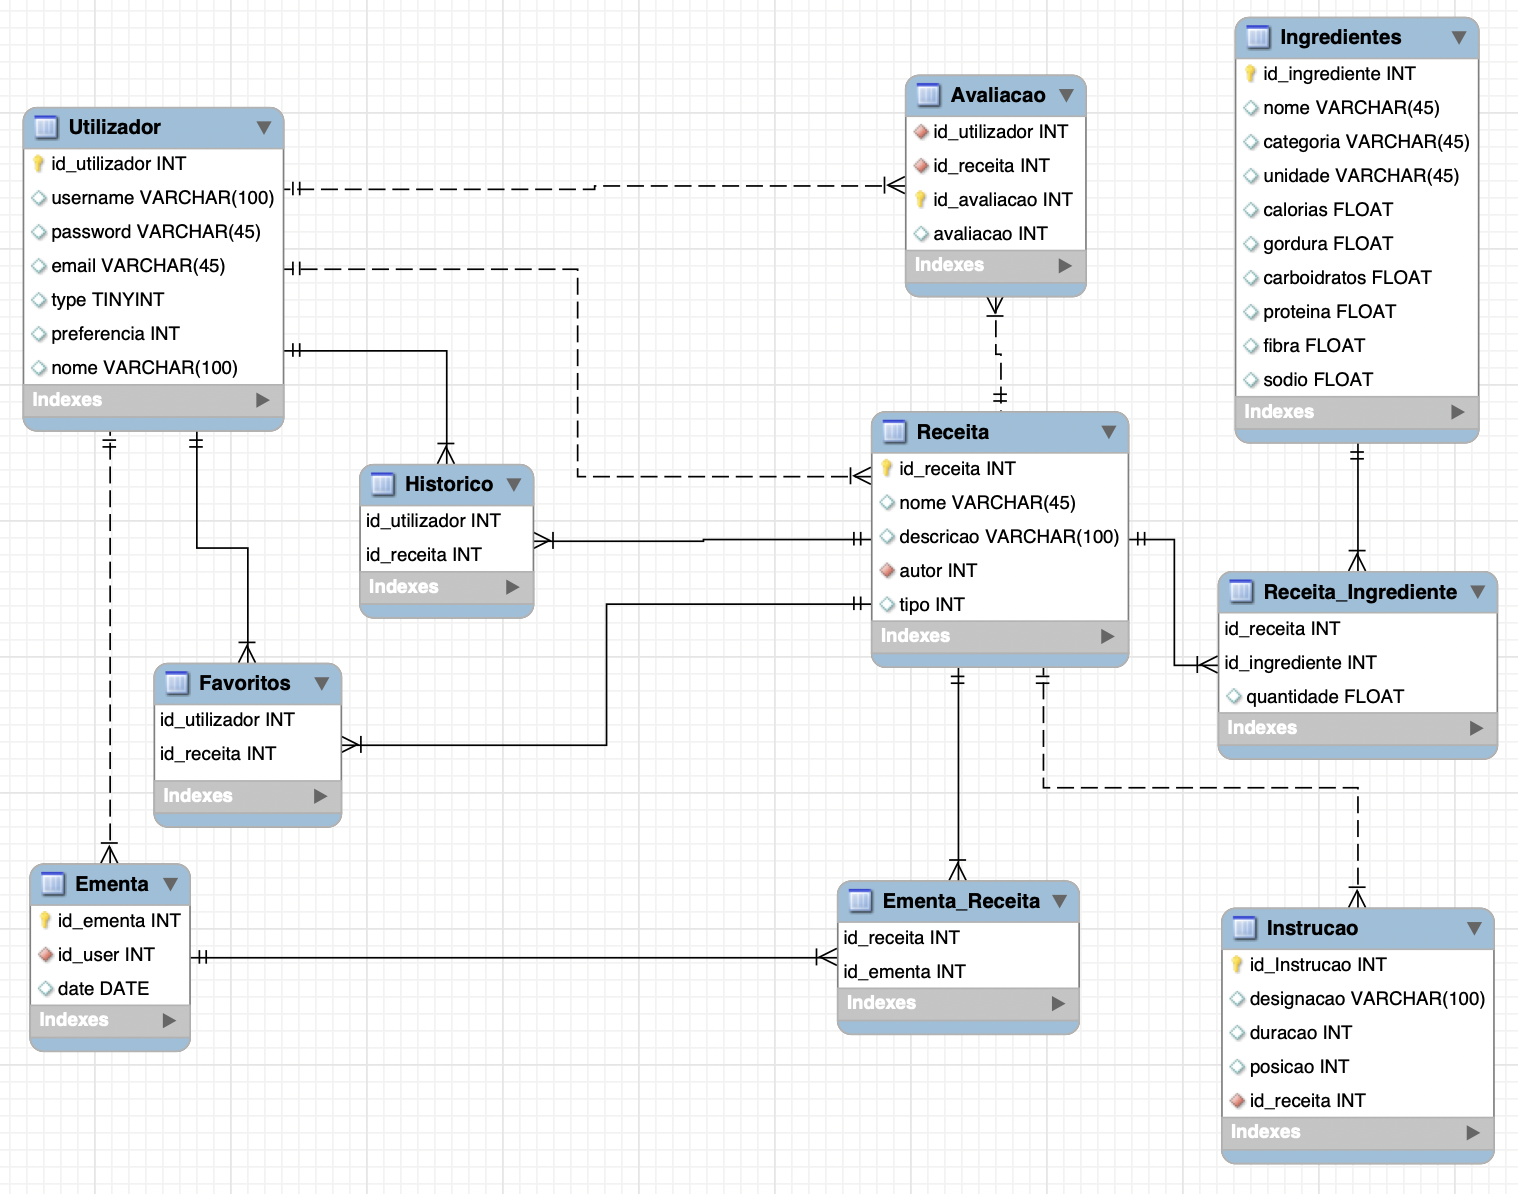 Utilizador
id_utilizador INT
username VARCHAR(100)
password VARCHAR(45)
email VARCHAR(45)
type TINYINT
preferencia INT
nome VARCHAR(100)
Indexes
Avaliacao
id_utilizador INT
id_receita INT
id_avaliacao INT
avaliacao INT
Indexes
Ingredientes
id_ingrediente INT
nome VARCHAR(45)
categoria VARCHAR(45)
unidade VARCHAR(45)
calorias FLOAT
gordura FLOAT
carboidratos FLOAT
proteina FLOAT
fibra FLOAT
sodio FLOAT
Indexes
Historico
id_utilizador INT
id_receita INT
Indexes
Receita
id_receita INT
nome VARCHAR(45)
descricao VARCHAR(100)
autor INT
tipo INT
Indexes
Receita_Ingrediente
id_receita INT
id_ingrediente INT
quantidade FLOAT
Indexes
Favoritos
id_utilizador INT
id_receita INT
Indexes
Ementa
id_ementa INT
id_user INT
date DATE
Indexes
Ementa_Receita
id_receita INT
id_ementa INT
Indexes
Instrucao
id_Instrucao INT
designacao VARCHAR(100)
duracao INT
posicao INT
id_receita INT
Indexes